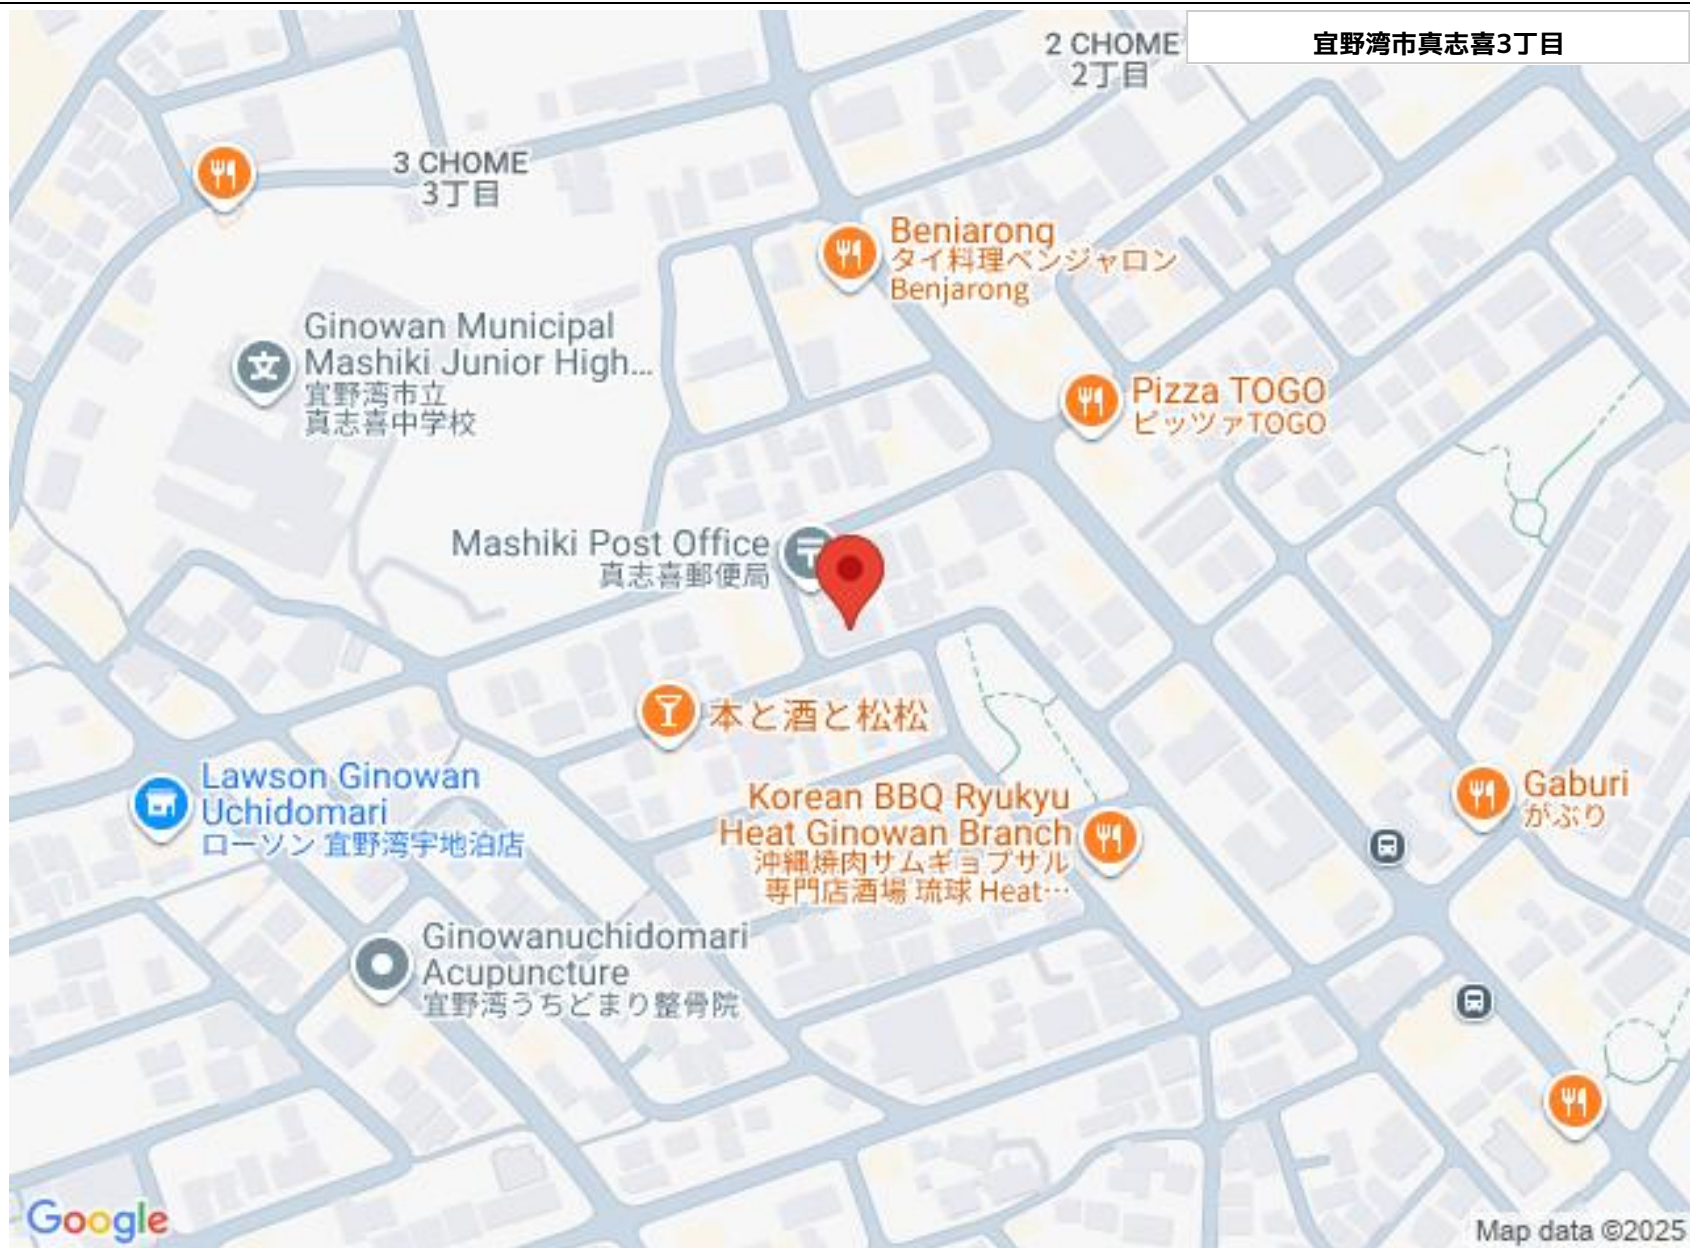 2 CHOME
2丁目
宜野湾市真志喜3丁目
3 CHOME
3丁目
Beniarong
タイ料理ベンジャロン
Benjarong
Ginowan Municipal
Mashiki Junior High...
宜野湾市立
真志喜中学校
Pizza TOGO
ピッツァTOGO
Mashiki Post Office
真志喜郵便局
本と酒と松松
Lawson Ginowan
Uchidomari
ローソン 宜野湾宇地泊店
Korean BBQ Ryukyu
Heat Ginowan Branch
沖縄焼肉サムギョプサル
専門店酒場 琉球 Heat…
Gaburi
がぶり
Ginowanuchidomari
Acupuncture
宜野湾うちどまり整骨院
Google
Map data ©2025